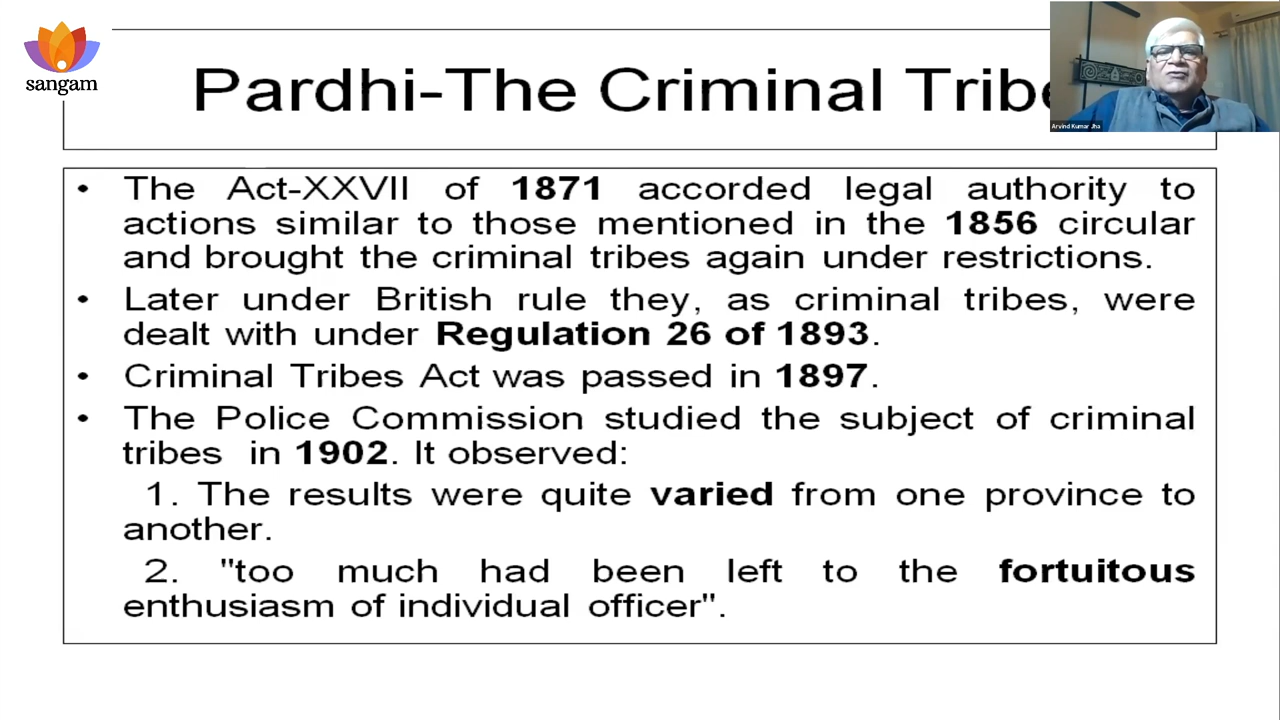 sangam
Pardhi-The Criminal Tribe
Arvind Kumar Jha
• The Act-XXVII of 1871 accorded legal authority to
actions similar to those mentioned in the 1856 circular
and brought the criminal tribes again under restrictions.
• Later under British rule they, as criminal tribes, were
dealt with under Regulation 26 of 1893.
• Criminal Tribes Act was passed in 1897.
• The Police Commission studied the subject of criminal
tribes in 1902. It observed:
1. The results were quite varied from one province to
another.
2. "too much had been left to the fortuitous
enthusiasm of individual officer".